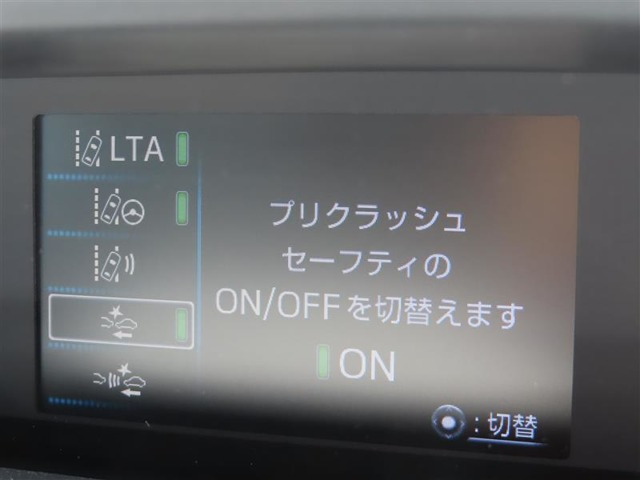 LTA
プリクラッシュ
セーフティの
ON/OFFを切替えます
ON
:切替